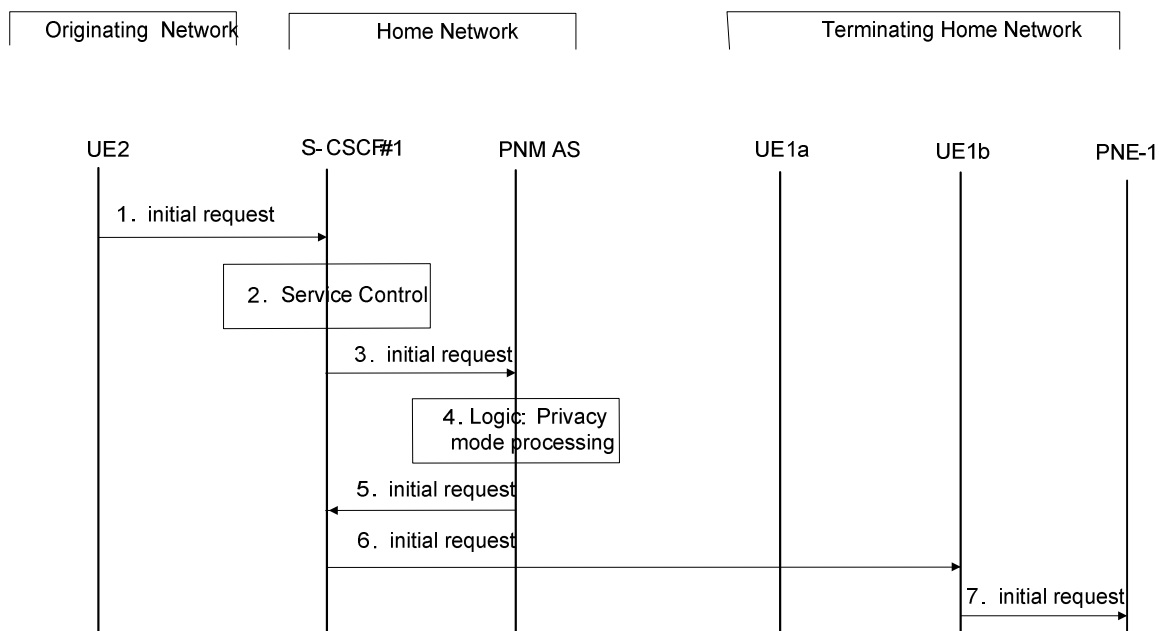 Originating Network
Home Network
Terminating Home Network
UE2
S-CSCF#1
PNM AS
UE1a
UE1b
PNE-1
1. initial request
2. Service Control
3. initial request
4. Logic: Privacy
mode processing
5. initial request
6. initial request
7. initial request